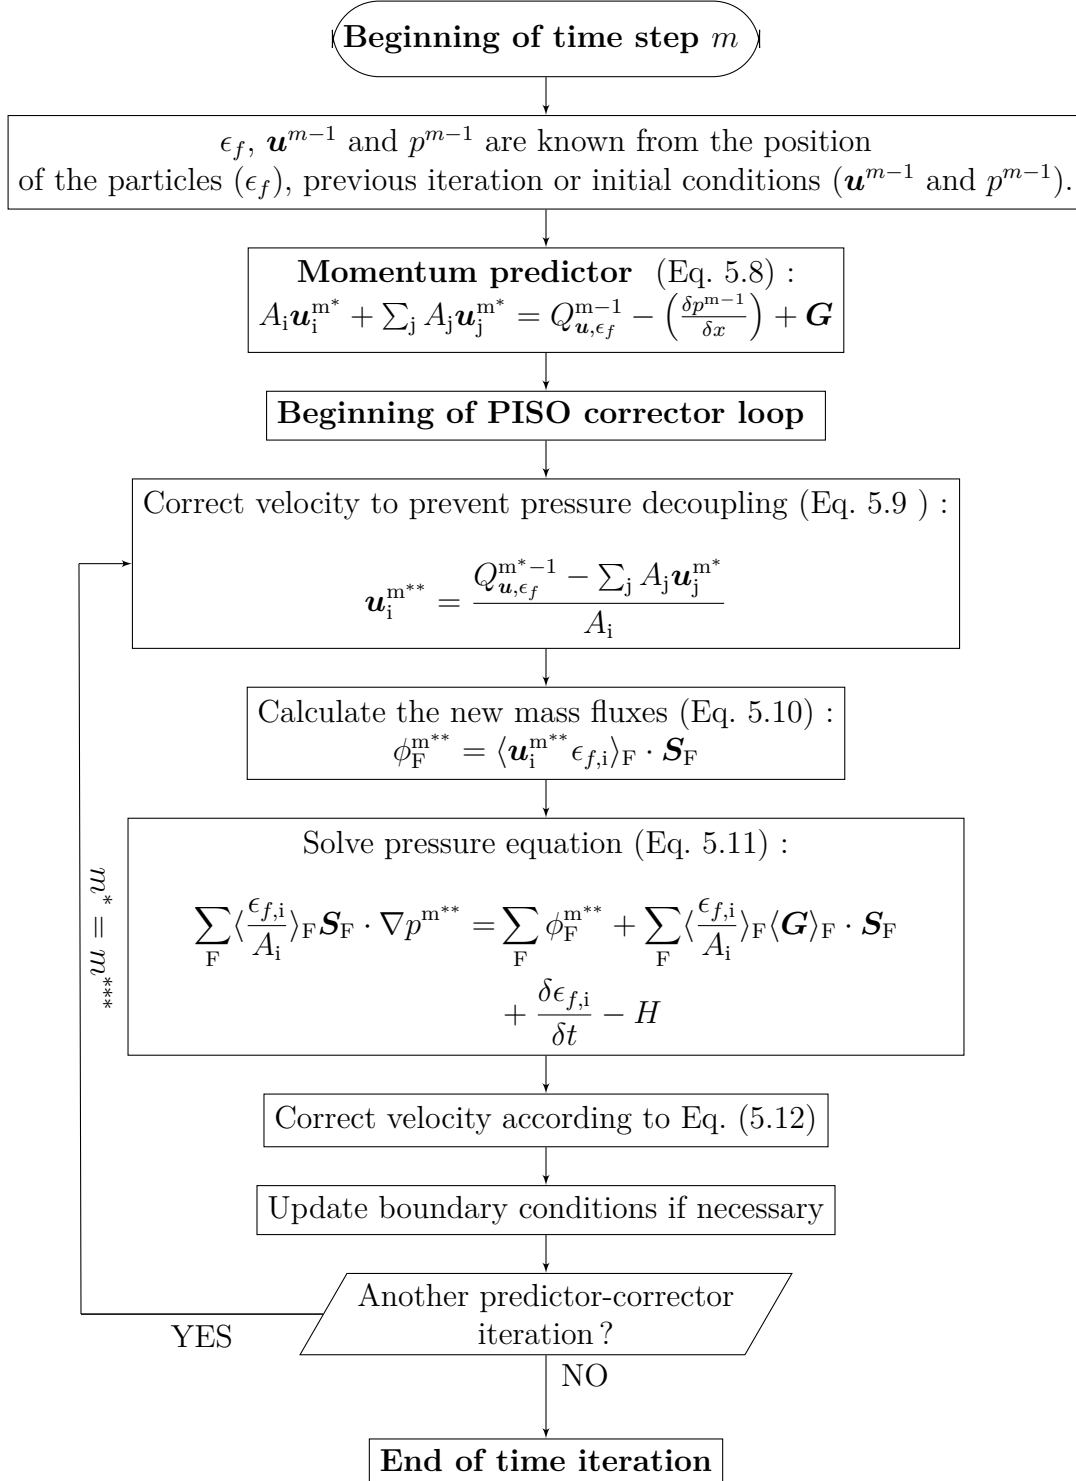 Beginning of time step m
ϵ_f, u^{m−1} and p^{m−1} are known from the position
of the particles (ϵ_f), previous iteration or initial conditions (u^{m−1} and p^{m−1}).
Momentum predictor (Eq. 5.8) :
A_i u_i^{m*} + ∑_j A_j u_j^{m*} = Q_{u,ϵ_f}^{m−1} − (δp^{m−1}/δx) + G
Beginning of PISO corrector loop
Correct velocity to prevent pressure decoupling (Eq. 5.9 ) :
u_i^{m**} = (Q_{u,ϵ_f}^{m*−1} − ∑_j A_j u_j^{m*}) / A_i
Calculate the new mass fluxes (Eq. 5.10) :
ϕ_F^{m**} = ⟨u_i^{m**} ϵ_{f,i}⟩_F · S_F
Solve pressure equation (Eq. 5.11) :
∑_F ⟨ϵ_{f,i}/A_i⟩_F S_F · ∇p^{m**} = ∑_F ϕ_F^{m**} + ∑_F ⟨ϵ_{f,i}/A_i⟩_F ⟨G⟩_F · S_F
+ δϵ_{f,i}/δt − H
m^* = m^{***}
Correct velocity according to Eq. (5.12)
Update boundary conditions if necessary
Another predictor-corrector
iteration ?
YES
NO
End of time iteration